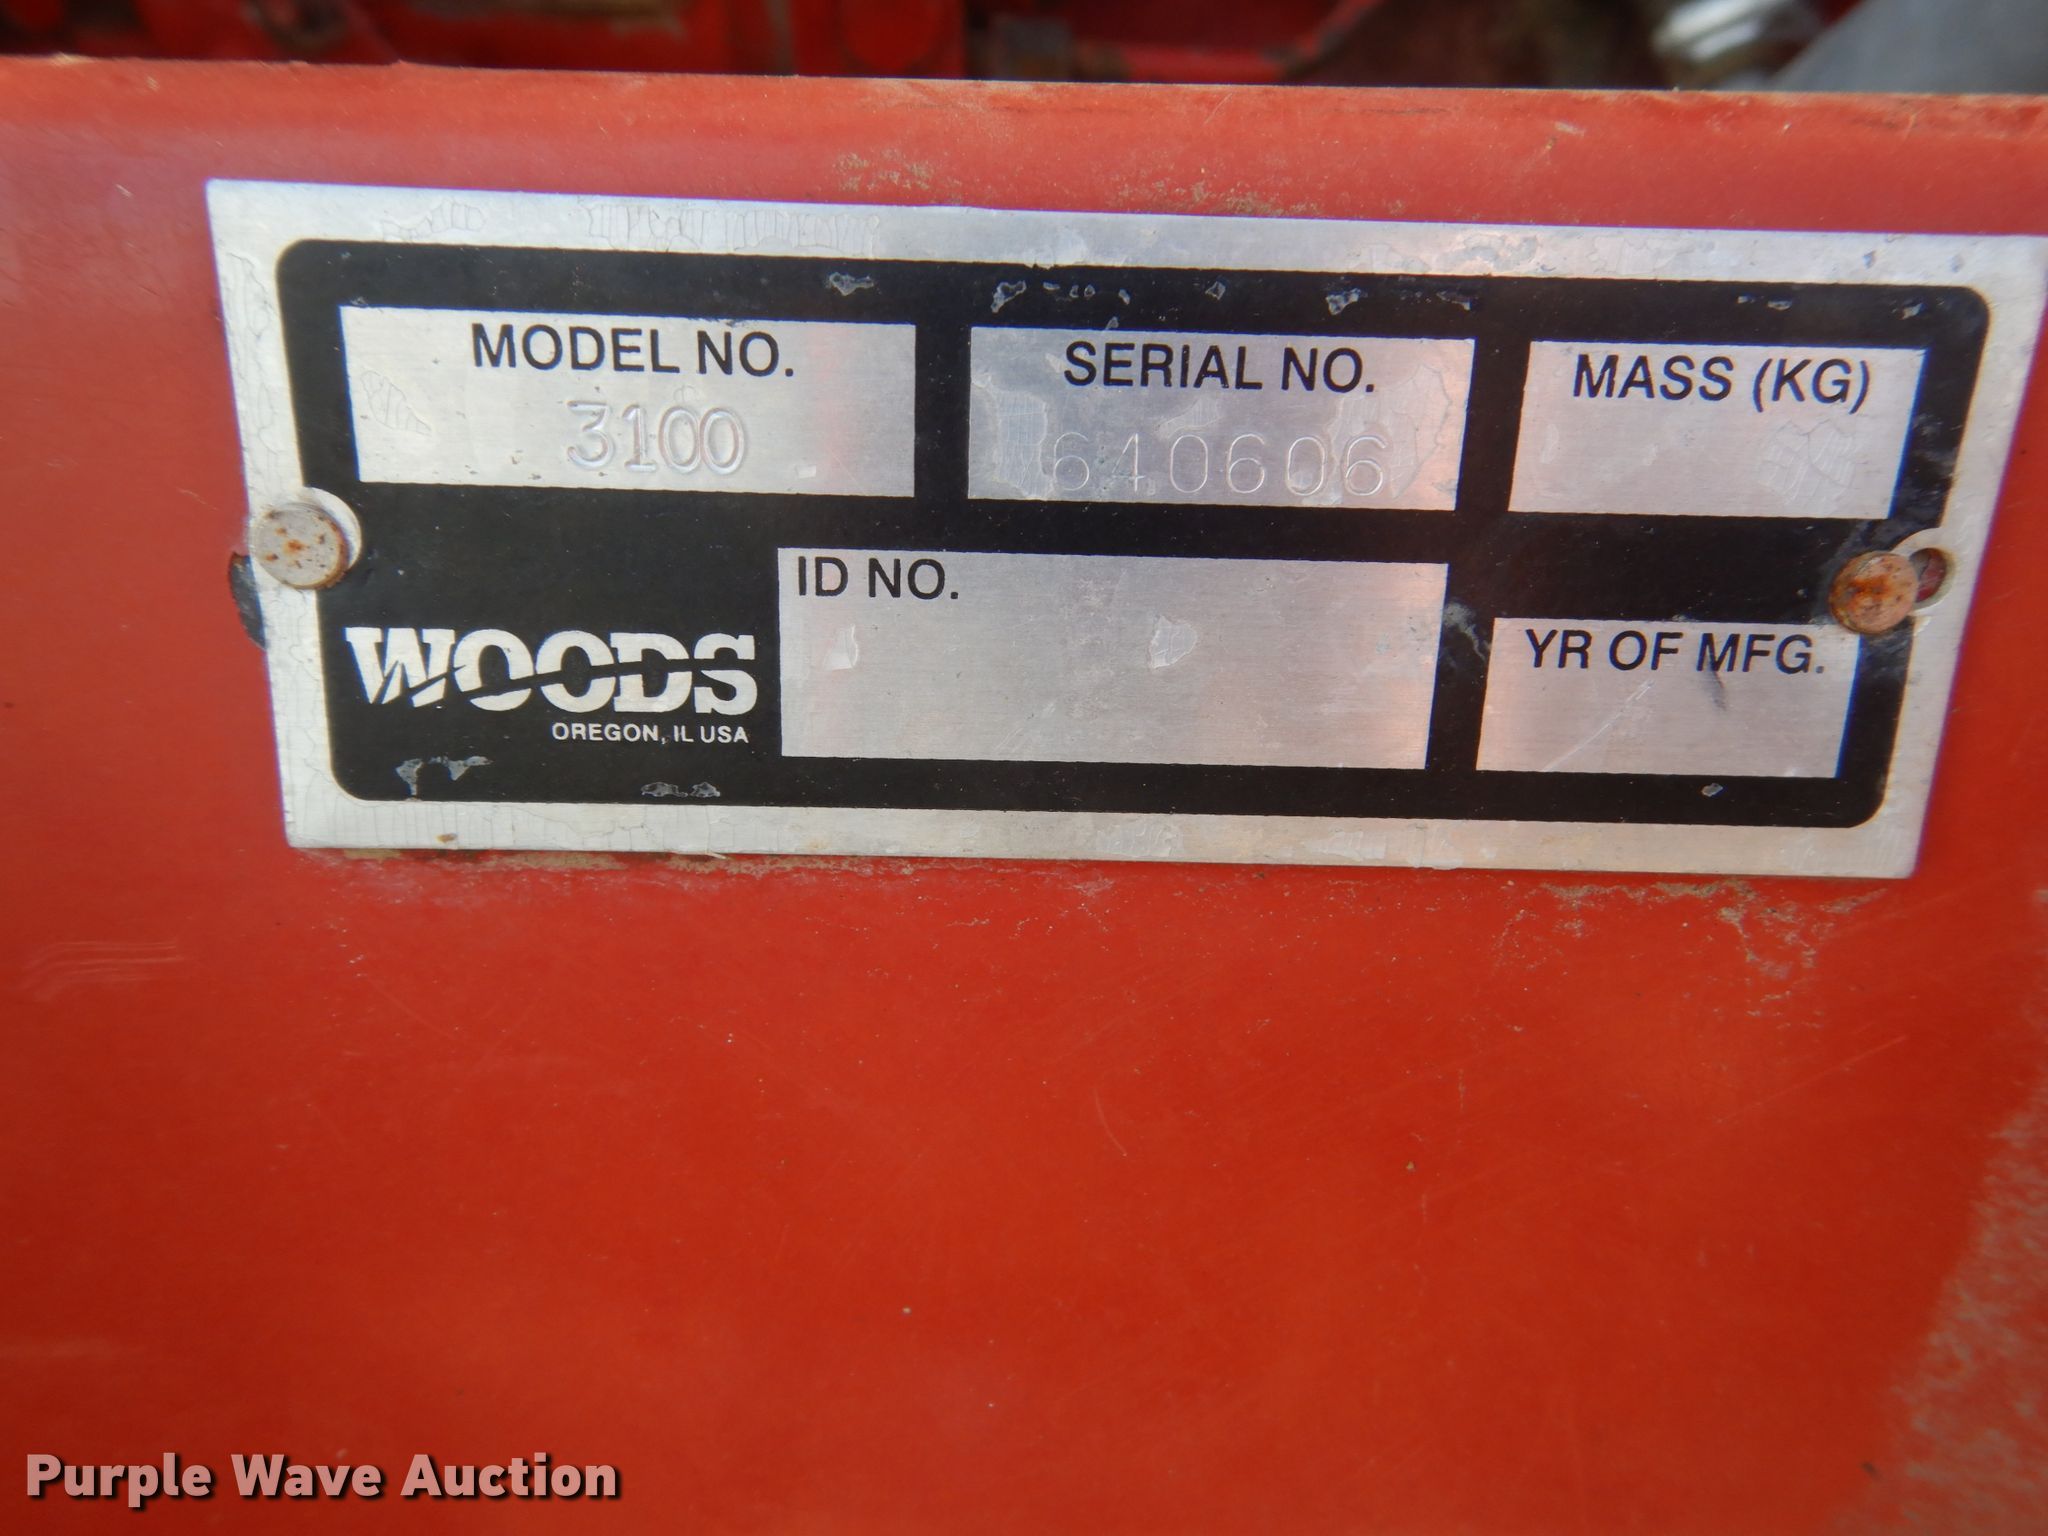 MODEL NO.
3100
SERIAL NO.
640606
MASS (KG)
WOODS
OREGON, IL USA
ID NO.
YR OF MFG.
Purple Wave Auction